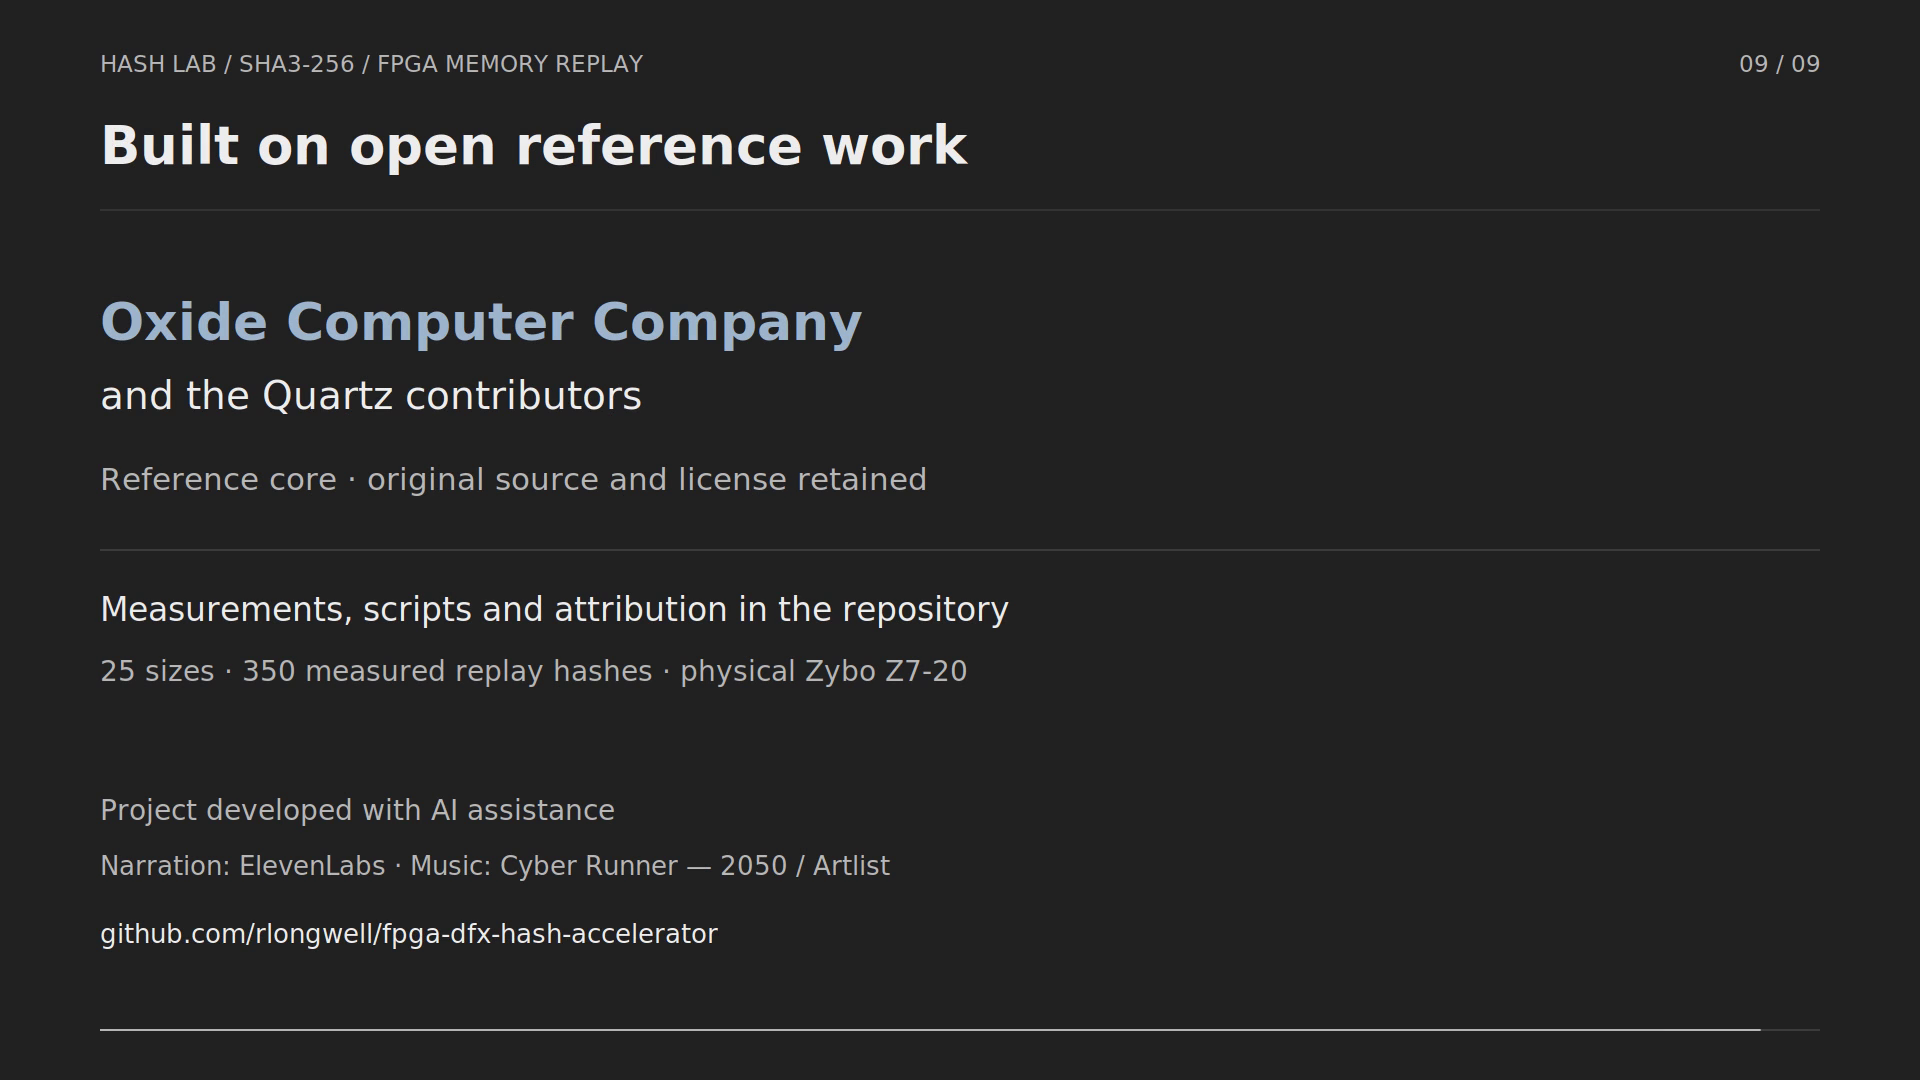 HASH LAB / SHA3-256 / FPGA MEMORY REPLAY
09 / 09
Built on open reference work
Oxide Computer Company
and the Quartz contributors
Reference core · original source and license retained
Measurements, scripts and attribution in the repository
25 sizes · 350 measured replay hashes · physical Zybo Z7-20
Project developed with AI assistance
Narration: ElevenLabs · Music: Cyber Runner — 2050 / Artlist
github.com/rlongwell/fpga-dfx-hash-accelerator